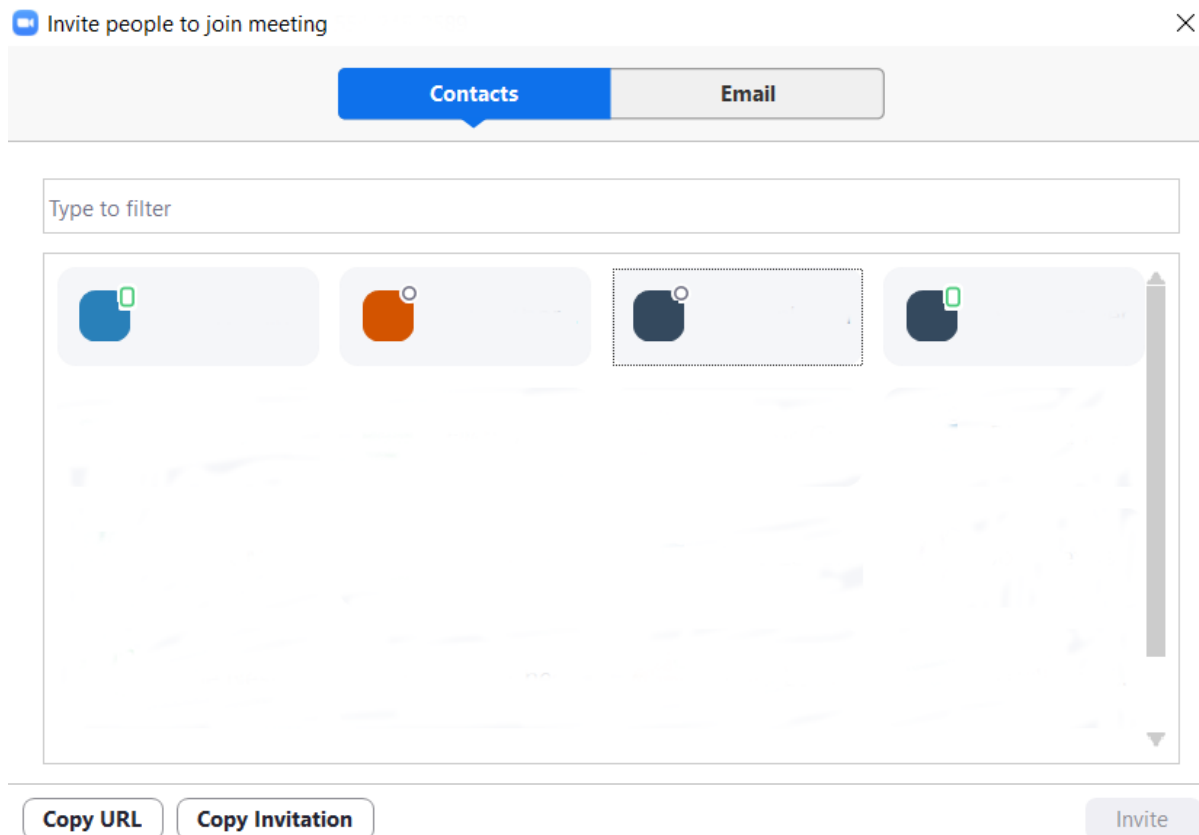 Invite people to join meeting
Contacts Email
Type to filter
Copy URL Copy Invitation Invite